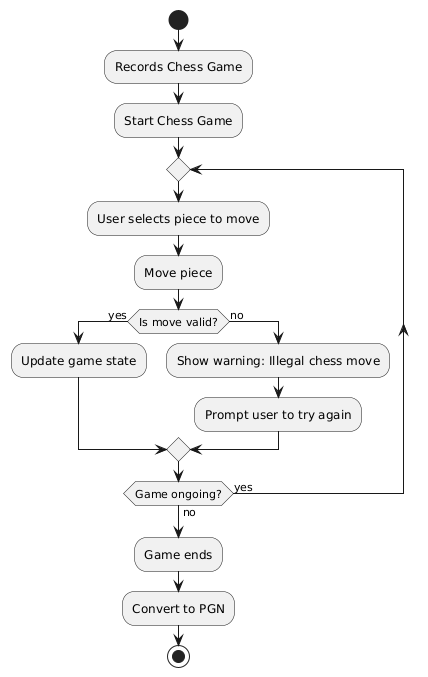 Records Chess Game
Start Chess Game
User selects piece to move
Move piece
yes
Is move valid?
no
Update game state
Show warning: Illegal chess move
Prompt user to try again
Game ongoing?
yes
no
Game ends
Convert to PGN